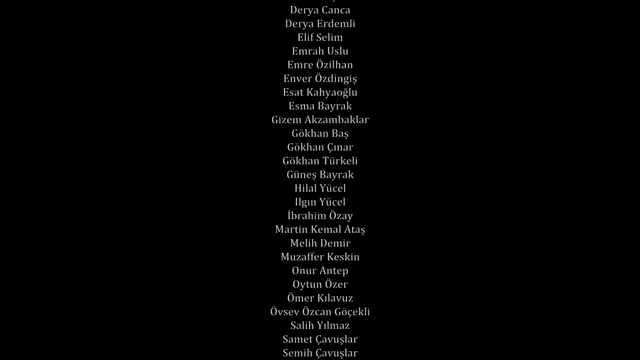 Derya Canca
Derya Erdemli
Elif Selim
Emrah Uslu
Emre Özilhan
Enver Özdingiş
Esat Kahyaoğlu
Esma Bayrak
Gizem Akzambaklar
Gökhan Baş
Gökhan Çınar
Gökhan Türkeli
Güneş Bayrak
Hilal Yücel
Ilgın Yücel
İbrahim Özay
Martin Kemal Ataş
Melih Demir
Muzaffer Keskin
Onur Antep
Oytun Özer
Ömer Kılavuz
Övsev Özcan Göçekli
Salih Yılmaz
Samet Çavuşlar
Semih Çavuşlar